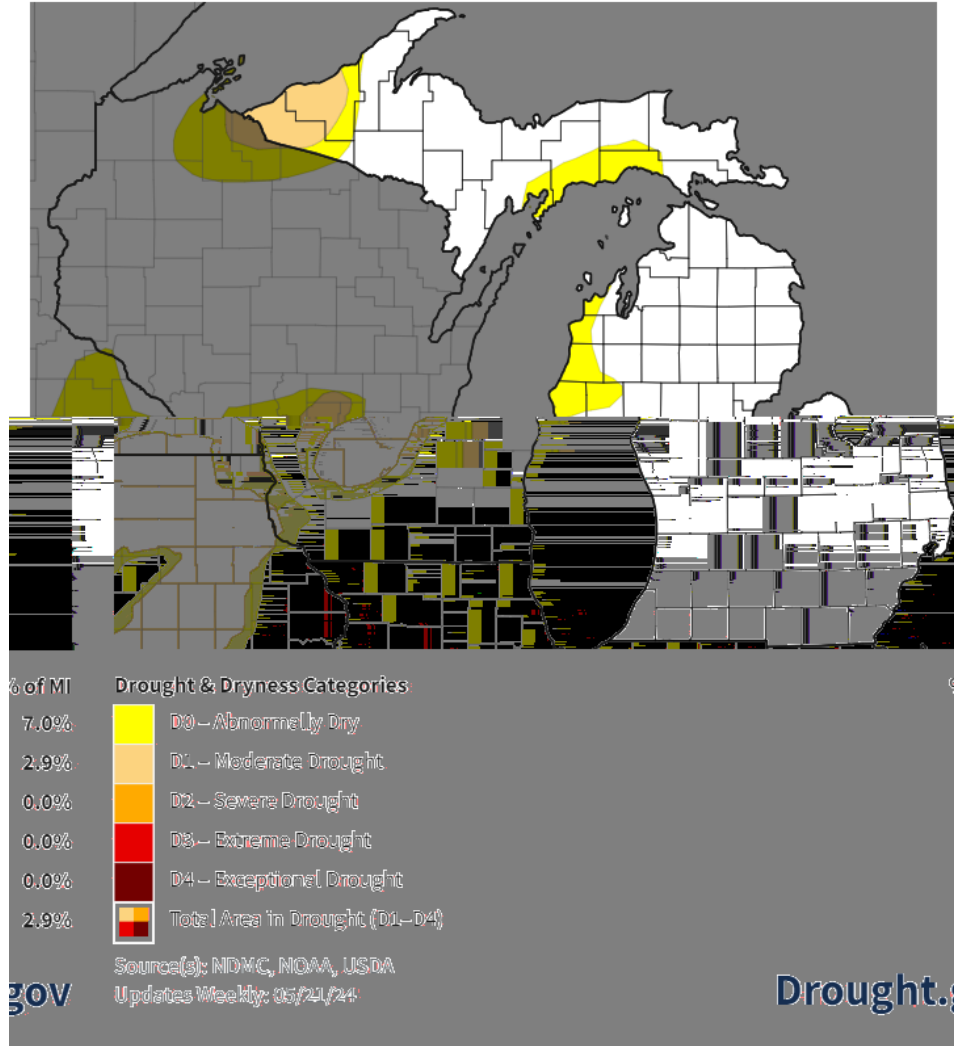 % of MI
Drought & Dryness Categories
7.0%
D0 – Abnormally Dry
2.9%
D1 – Moderate Drought
0.0%
D2 – Severe Drought
0.0%
D3 – Extreme Drought
0.0%
D4 – Exceptional Drought
2.9%
Total Area in Drought (D1–D4)
Source(s): NDMC, NOAA, USDA
Updates Weekly: 05/21/24
gov
Drought.g